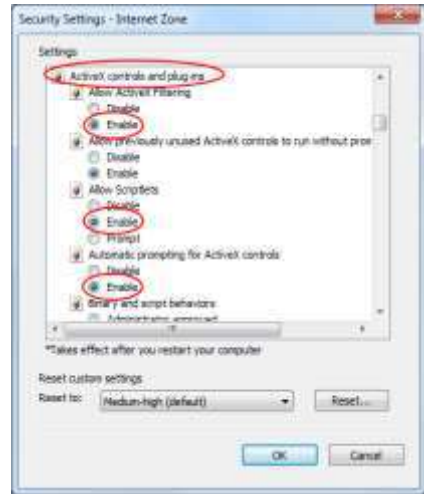 Security Settings - Internet Zone
Settings
ActiveX controls and plug-ins
Allow ActiveX Filtering
Disable
Enable
Allow previously unused ActiveX controls to run without prom
Disable
Enable
Allow Scriptlets
Disable
Enable
Prompt
Automatic prompting for ActiveX controls
Disable
Enable
Binary and script behaviors
Administrator approved
*Takes effect after you restart your computer
Reset custom settings
Reset to:
Medium-high (default)
Reset...
OK
Cancel